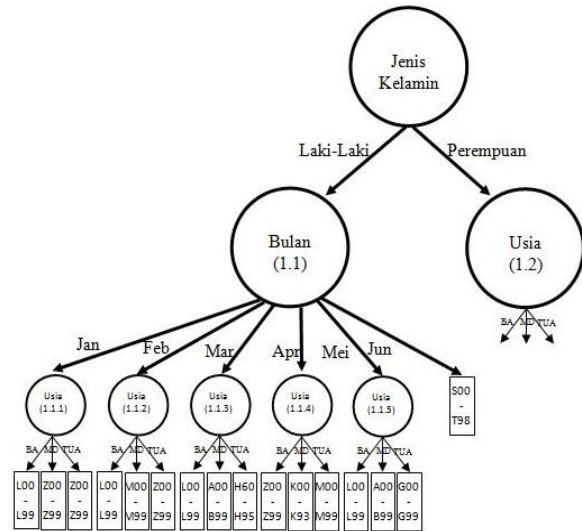 Jenis
Kelamin
Laki-Laki
Perempuan
Bulan
(1.1)
Usia
(1.2)
BA MD TUA
Jan
Feb
Mar
Apr
Mei
Jun
Usia
(1.1.1)
Usia
(1.1.2)
Usia
(1.1.3)
Usia
(1.1.4)
Usia
(1.1.5)
S00
-
T98
BA MD TUA
BA MD TUA
BA MD TUA
BA MD TUA
BA MD TUA
L00
-
L99
Z00
-
Z99
Z00
-
Z99
L00
-
L99
M00
-
M99
Z00
-
Z99
L00
-
L99
A00
-
B99
H60
-
H95
Z00
-
Z99
K00
-
K93
M00
-
M99
L00
-
L99
A00
-
B99
G00
-
G99